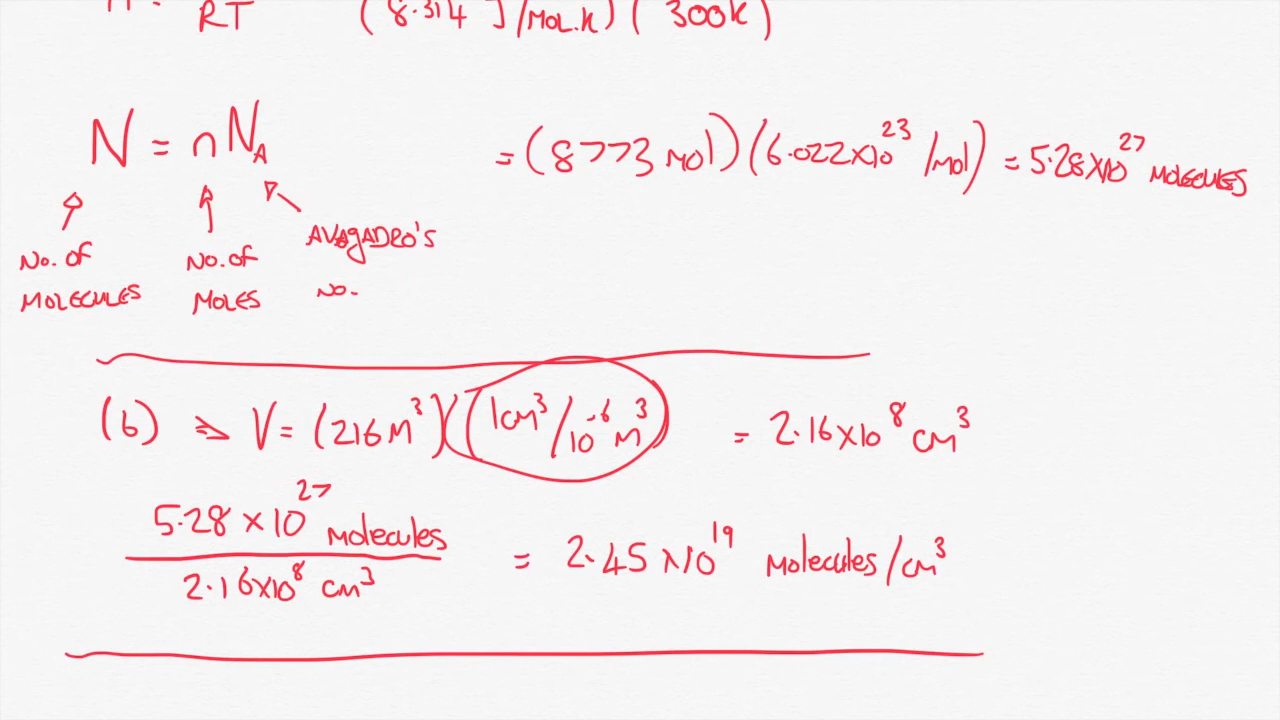 RT (8.314 J/MOL.K) (300K)
N = nNA = (8773 mol)(6.022x10^23 /mol) = 5.28x10^27 MOLECULES
No. of MOLECULES
No. of MOLES
AVAGADRO'S No.
(b) ⇒ V = (216M^3)(1cm^3/10^-6 M^3) = 2.16x10^8 cm^3
5.28 x 10^27 molecules
2.16x10^8 cm^3
= 2.45 x10^19 molecules/cm^3